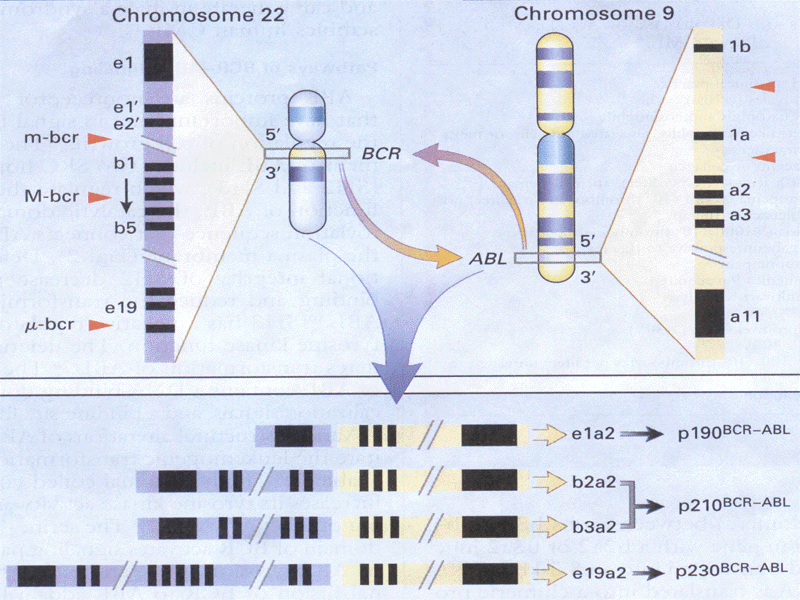 Chromosome 22
Chromosome 9
e1
e1′
e2′
m-bcr
b1
M-bcr
b5
e19
μ-bcr
5′
3′
BCR
ABL
5′
3′
1b
1a
a2
a3
a11
e1a2
p190BCR–ABL
b2a2
p210BCR–ABL
b3a2
e19a2
p230BCR–ABL